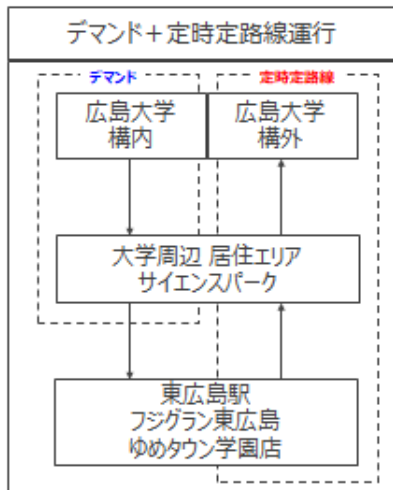 デマンド＋定時定路線運行
デマンド
定時定路線
広島大学
構内
広島大学
構外
大学周辺 居住エリア
サイエンスパーク
東広島駅
フジグラン東広島
ゆめタウン学園店